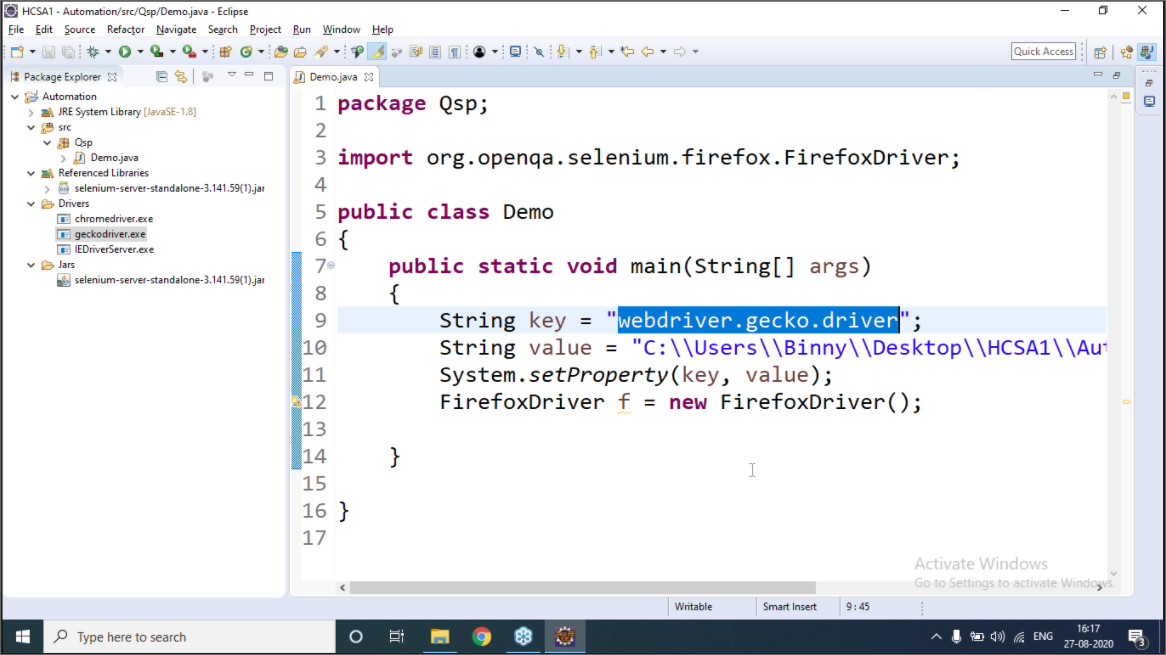 HCSA1 - Automation/src/Qsp/Demo.java - Eclipse
File Edit Source Refactor Navigate Search Project Run Window Help
Quick Access
Package Explorer
Demo.java
Automation
JRE System Library [JavaSE-1.8]
src
Qsp
Demo.java
Referenced Libraries
selenium-server-standalone-3.141.59(1).jar
Drivers
chromedriver.exe
geckodriver.exe
IEDriverServer.exe
Jars
selenium-server-standalone-3.141.59(1).jar
1 package Qsp;
2
3 import org.openqa.selenium.firefox.FirefoxDriver;
4
5 public class Demo
6 {
7 public static void main(String[] args)
8 {
9 String key = "webdriver.gecko.driver";
10 String value = "C:\\Users\\Binny\\Desktop\\HCSA1\\Aut
11 System.setProperty(key, value);
12 FirefoxDriver f = new FirefoxDriver();
13
14 }
15
16 }
17
Activate Windows
Go to Settings to activate Windows.
Writable Smart Insert 9 : 45
Type here to search
ENG
16:17
27-08-2020
3